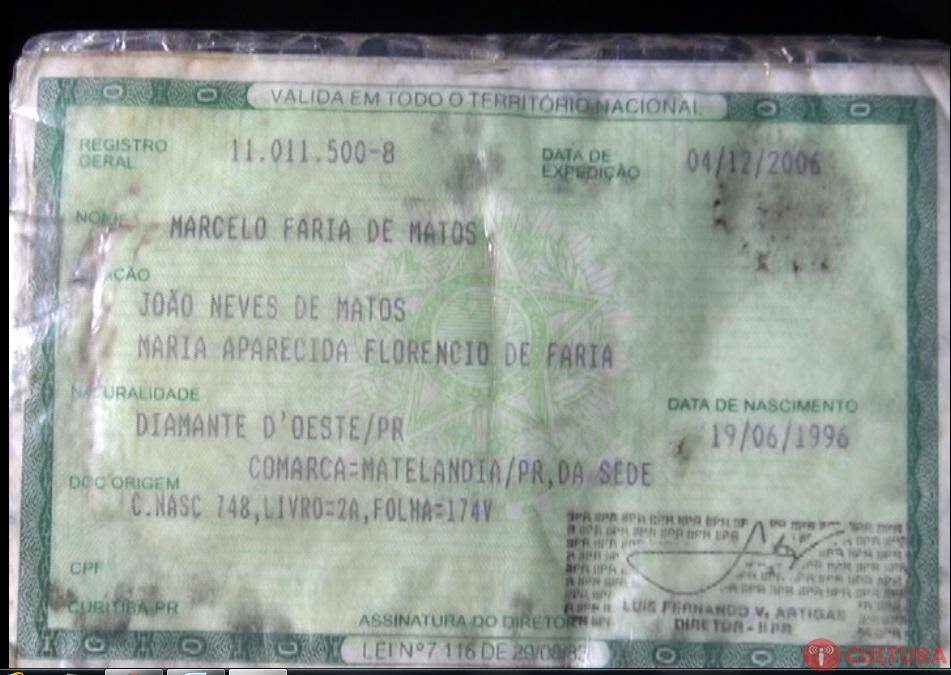 VALIDA EM TODO O TERRITÓRIO NACIONAL
REGISTRO GERAL 11.011.500-8 DATA DE EXPEDIÇÃO 04/12/2006
NOME MARCELO FARIA DE MATOS
JOÃO NEVES DE MATOS
MARIA APARECIDA FLORENCIO DE FARIA
NATURALIDADE
DATA DE NASCIMENTO
DIAMANTE D'OESTE/PR
19/06/1996
COMARCA=MATELANDIA/PR,DA SEDE
DOC ORIGEM
C.NASC 748,LIVRO=2A,FOLHA=174V
CPF
CURITIBA PR
LUIS FERNANDO V. ARTIGAS
DIRETOR - IIPR
ASSINATURA DO DIRETOR
LEI Nº 7.116 DE 29/08/83
CULTURA